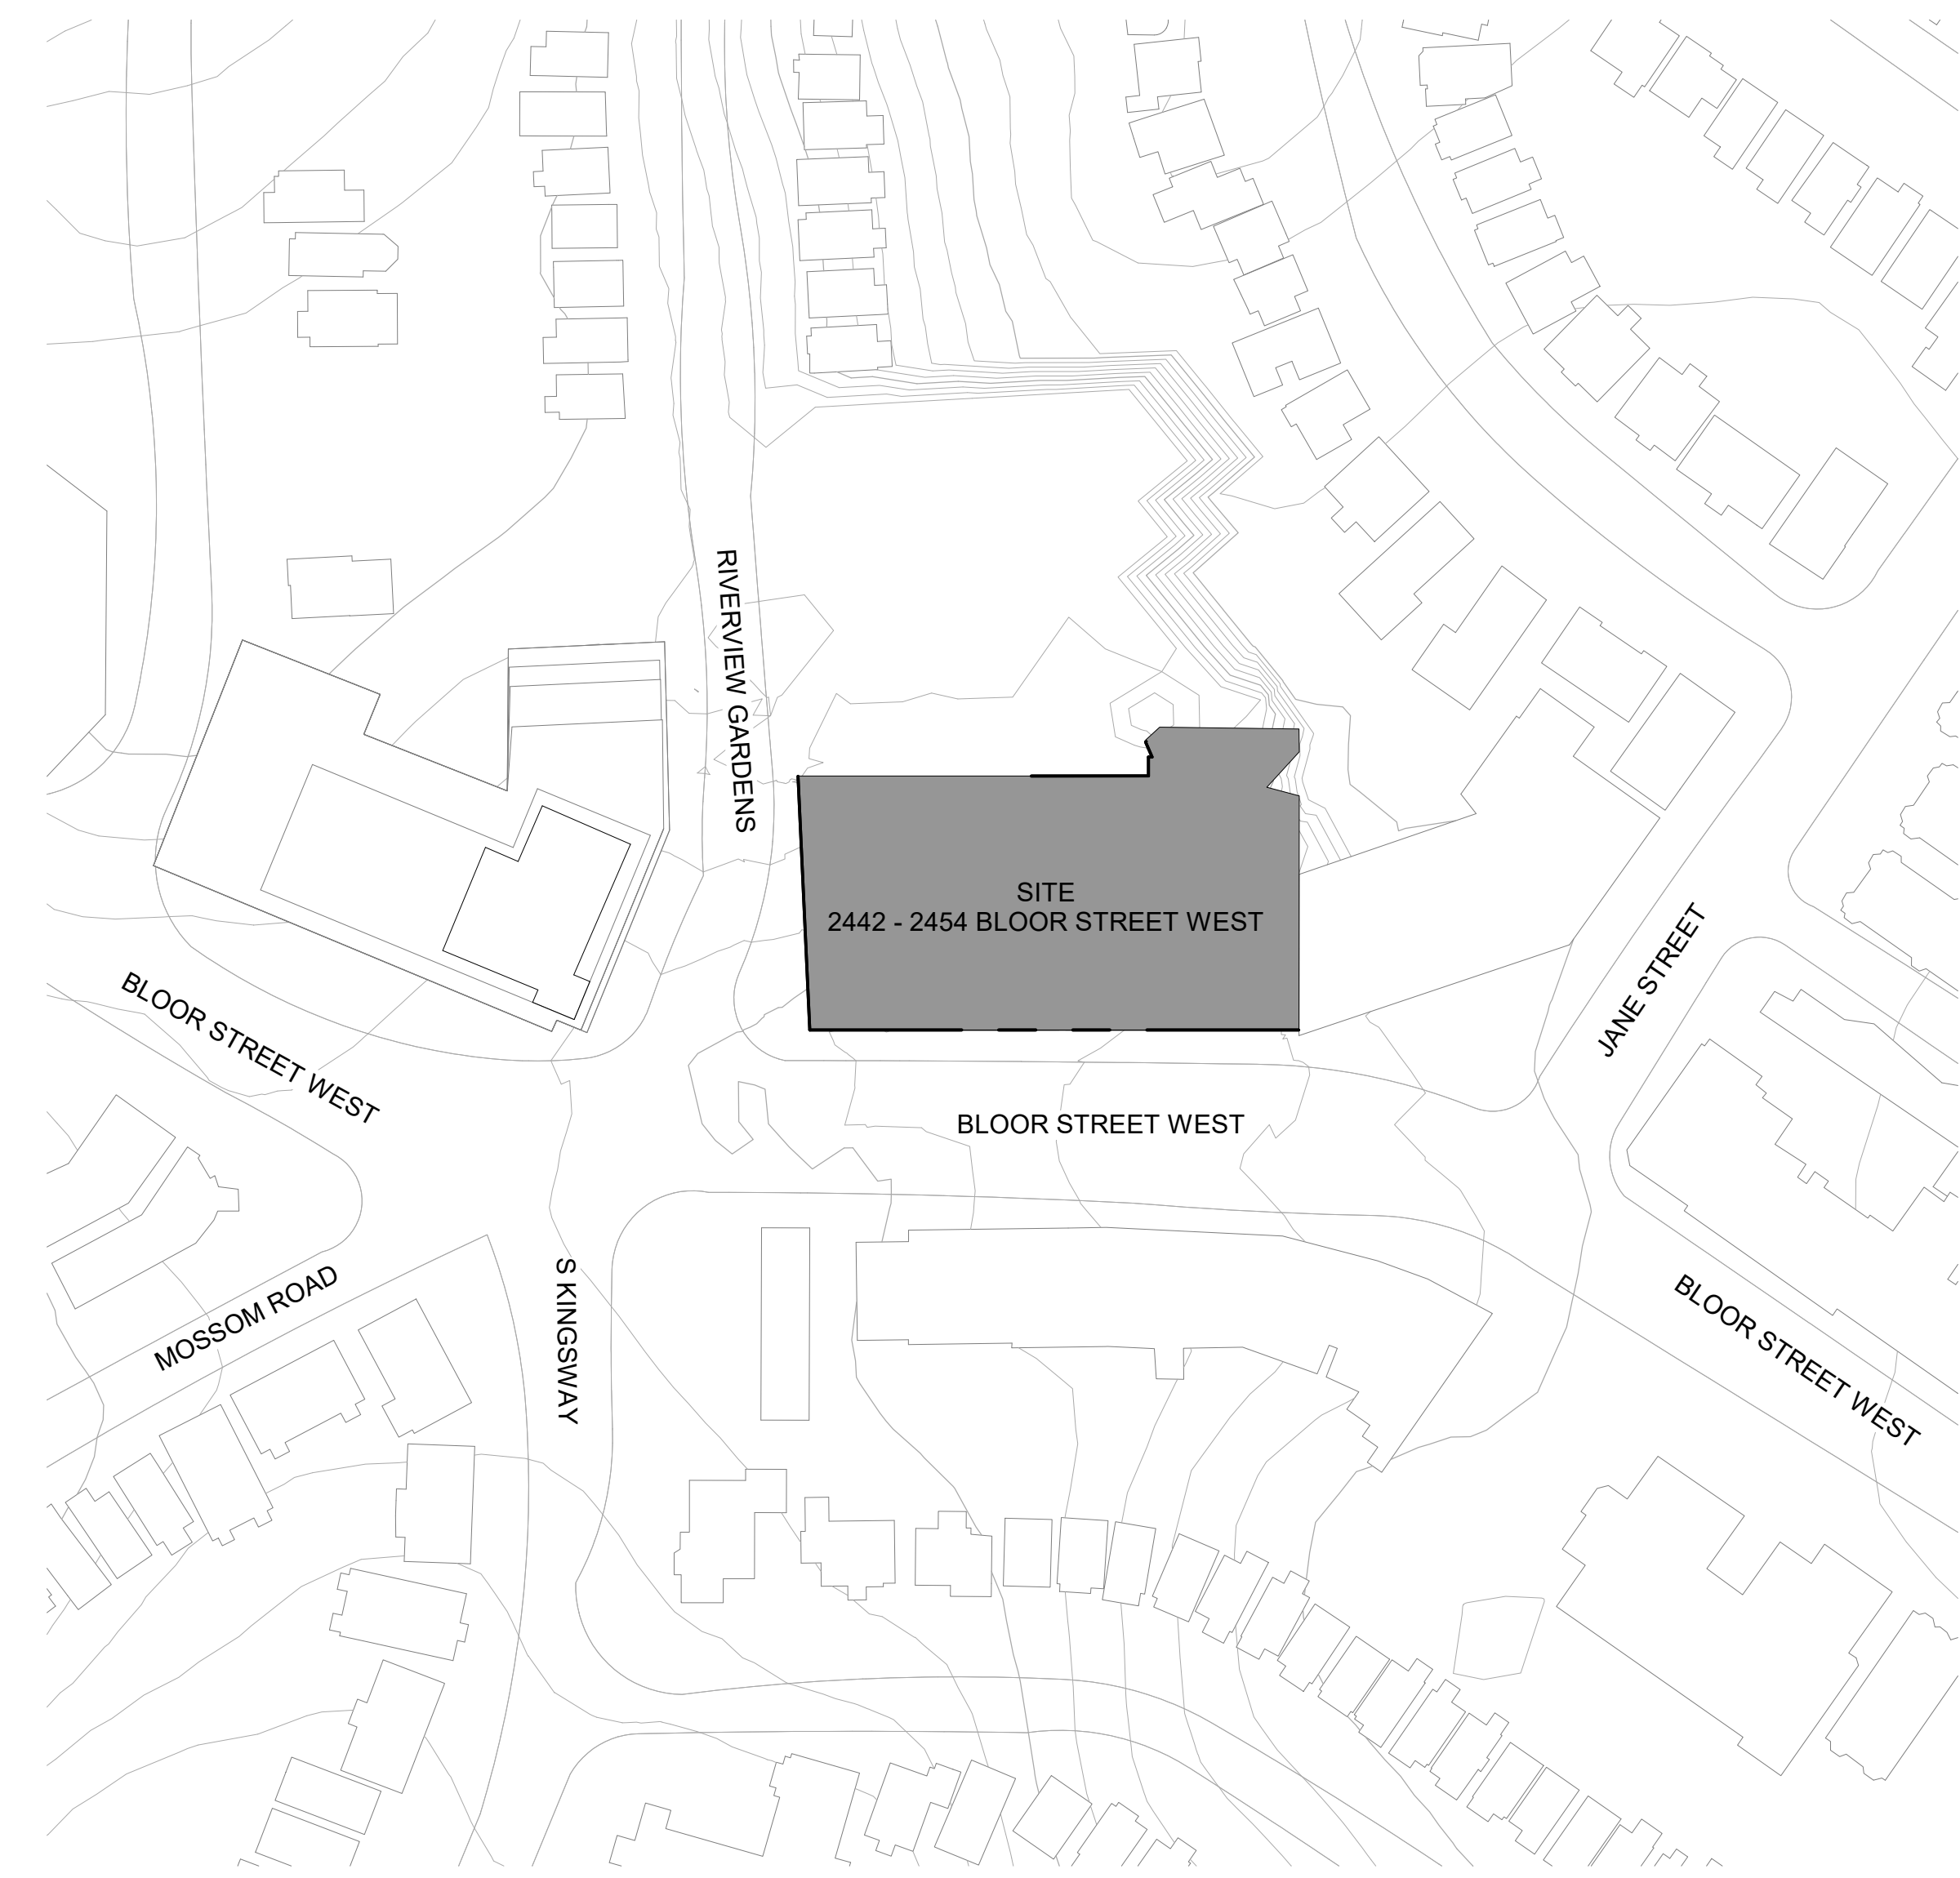 RIVERVIEW GARDENS
SITE
2442 - 2454 BLOOR STREET WEST
JANE STREET
BLOOR STREET WEST
BLOOR STREET WEST
MOSSOM ROAD
S KINGSWAY
BLOOR STREET WEST